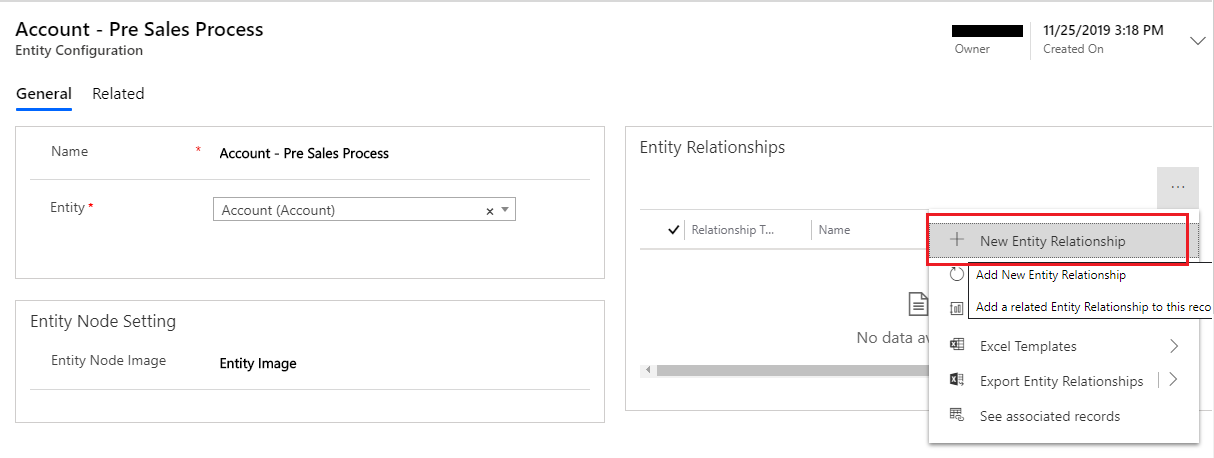 Account - Pre Sales Process
Entity Configuration
11/25/2019 3:18 PM
Owner
Created On
General
Related
Name
*
Account - Pre Sales Process
Entity *
Account (Account)
Entity Node Setting
Entity Node Image
Entity Image
Entity Relationships
...
Relationship T...
Name
No data av
New Entity Relationship
Add New Entity Relationship
Add a related Entity Relationship to this reco
Excel Templates
Export Entity Relationships
See associated records